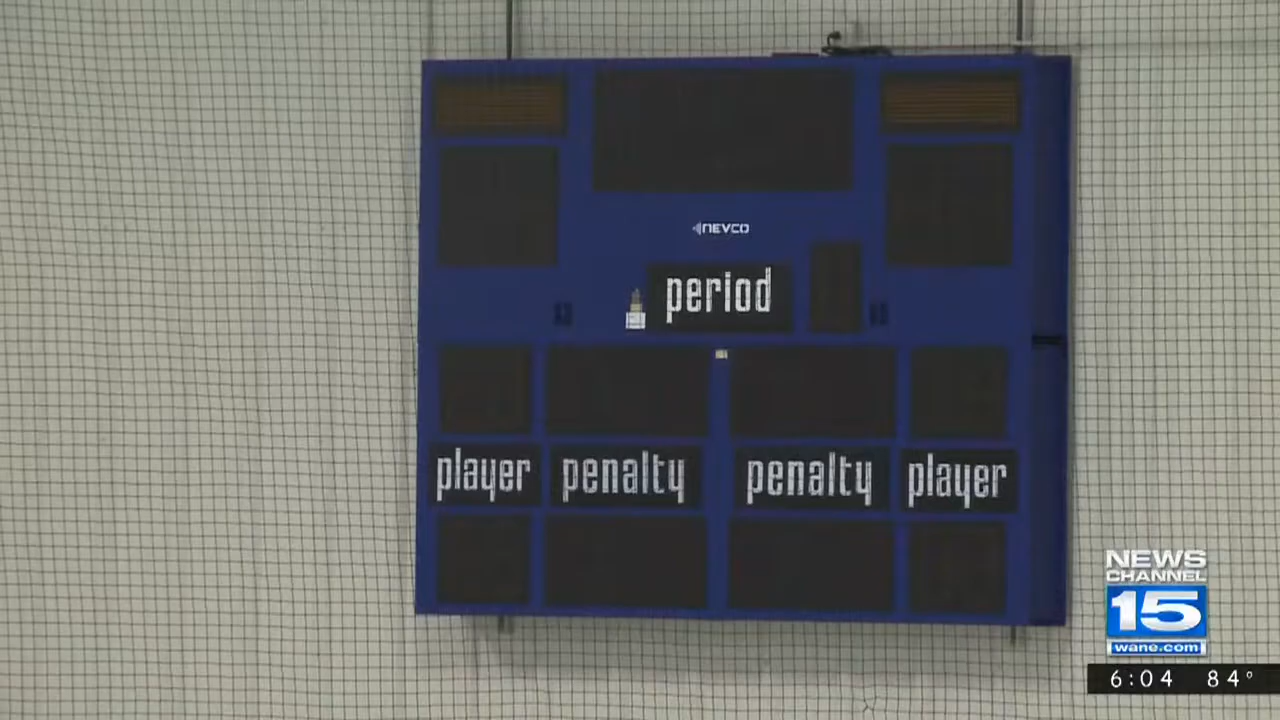 NEVCO
period
player penalty penalty player
NEWS
CHANNEL
15
wane.com
6:04 84°